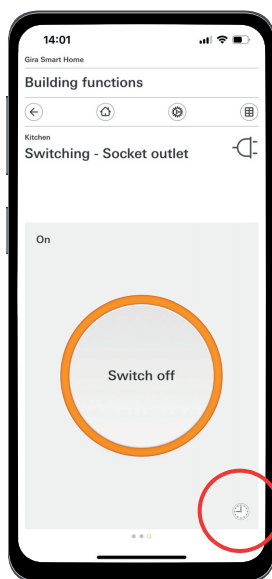 14:01
Gira Smart Home
Building functions
Kitchen
Switching - Socket outlet
On
Switch off